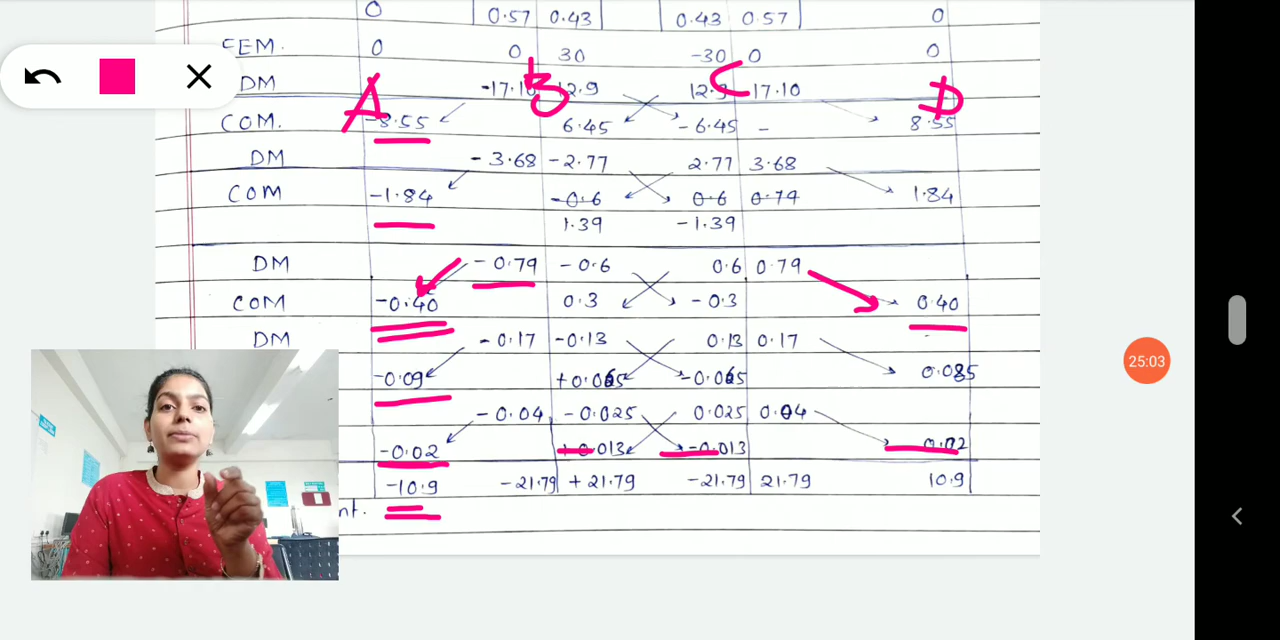 0 0.57 0.43 0.43 0.57 0
FEM. 0 0 30 -30 0 0
A B C D
DM -17.10 12.9 12.9 17.10
COM. -8.55 6.45 -6.45 - 8.55
DM -3.68 -2.77 2.77 3.68
COM -1.84 -0.6 0.6 0.79 1.84
1.39 -1.39
DM -0.79 -0.6 0.6 0.79
COM -0.40 0.3 -0.3 0.40
DM -0.17 -0.13 0.13 0.17
-0.09 +0.065 -0.065 0.085
-0.04 -0.025 0.025 0.04
-0.02 +0.013 -0.013 0.02
-10.9 -21.79 +21.79 -21.79 21.79 10.9
nt.
25:03